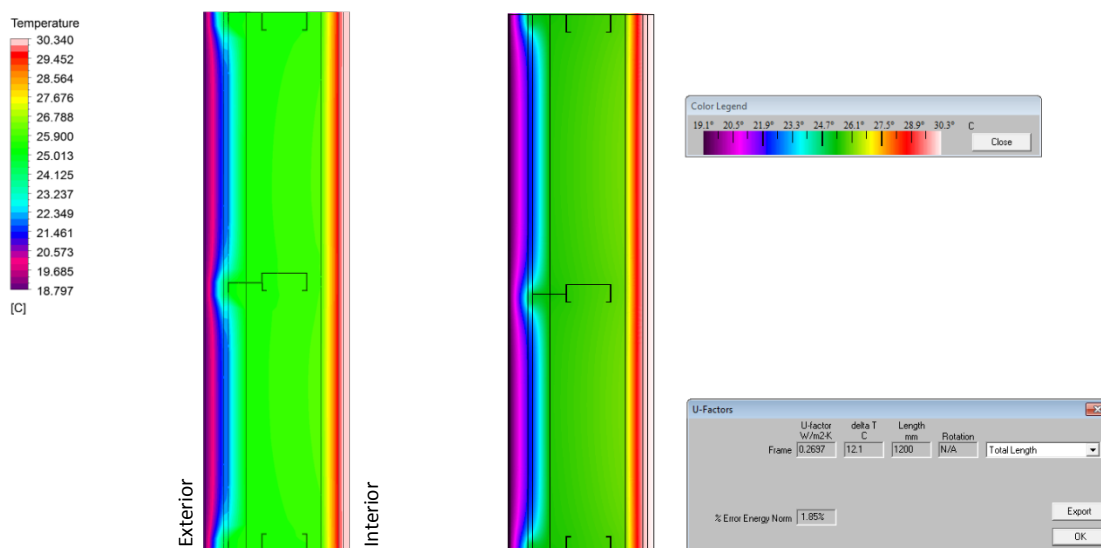 Temperature
30.340
29.452
28.564
27.676
26.788
25.900
25.013
24.125
23.237
22.349
21.461
20.573
19.685
18.797
[C]
Exterior
Interior
Color Legend
19.1° 20.5° 21.9° 23.3° 24.7° 26.1° 27.5° 28.9° 30.3° C
Close
U-Factors
U-factor delta T Length
W/m2-K C mm Rotation
Frame 0.2697 12.1 1200 N/A Total Length
% Error Energy Norm 1.85%
Export
OK